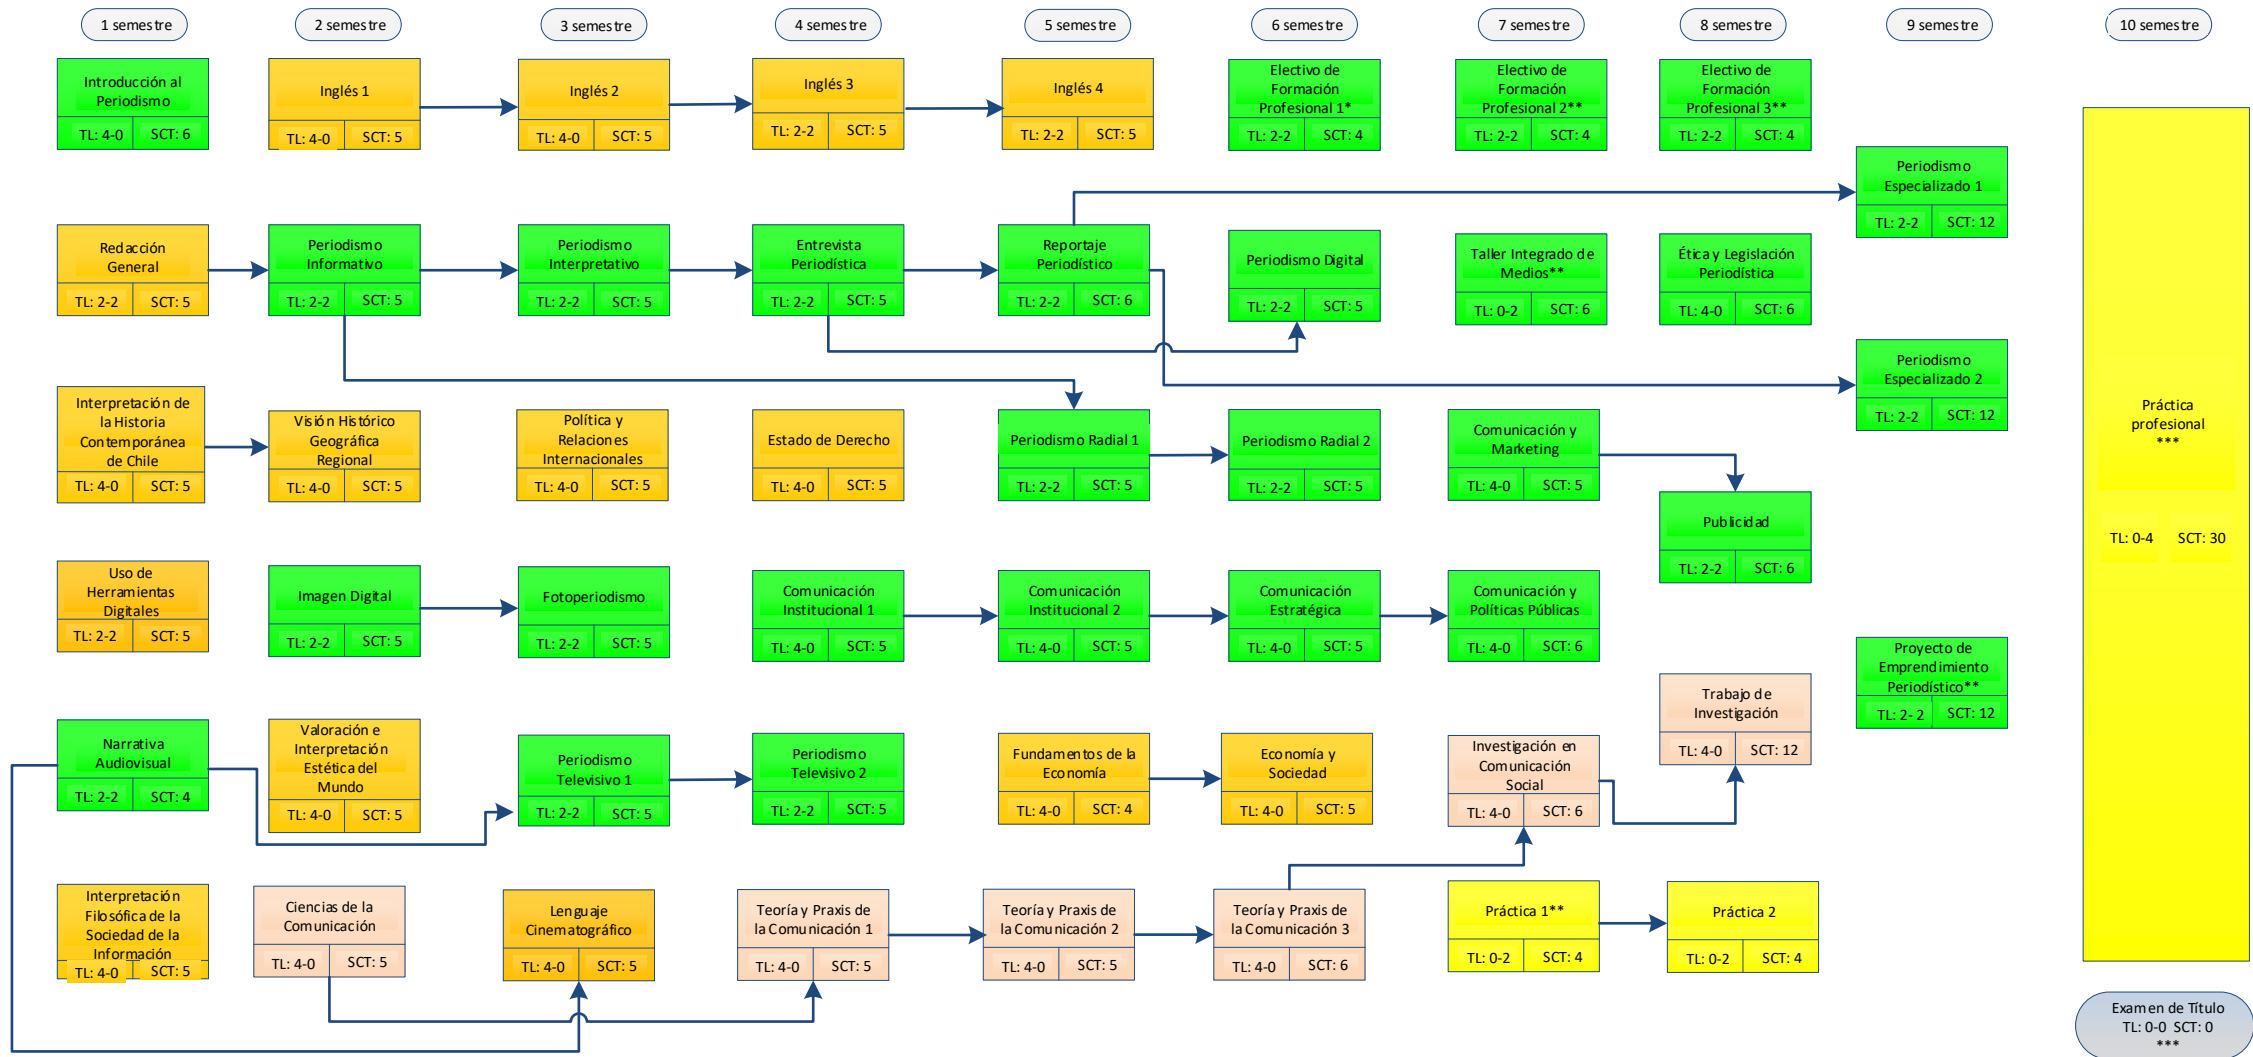 1 semestre
2 semestre
3 semestre
4 semestre
5 semestre
6 semestre
7 semestre
8 semestre
9 semestre
10 semestre
Introducción al
Periodismo
TL: 4-0 SCT: 6
Inglés 1
TL: 4-0 SCT: 5
Inglés 2
TL: 4-0 SCT: 5
Inglés 3
TL: 2-2 SCT: 5
Inglés 4
TL: 2-2 SCT: 5
Electivo de
Formación
Profesional 1*
TL: 2-2 SCT: 4
Electivo de
Formación
Profesional 2**
TL: 2-2 SCT: 4
Electivo de
Formación
Profesional 3**
TL: 2-2 SCT: 4
Periodismo
Especializado 1
TL: 2-2 SCT: 12
Redacción
General
TL: 2-2 SCT: 5
Periodismo
Informativo
TL: 2-2 SCT: 5
Periodismo
Interpretativo
TL: 2-2 SCT: 5
Entrevista
Periodística
TL: 2-2 SCT: 5
Reportaje
Periodístico
TL: 2-2 SCT: 6
Periodismo Digital
TL: 2-2 SCT: 5
Taller Integrado de
Medios**
TL: 0-2 SCT: 6
Ética y Legislación
Periodística
TL: 4-0 SCT: 6
Periodismo
Especializado 2
TL: 2-2 SCT: 12
Interpretación de
la Historia
Contemporánea
de Chile
TL: 4-0 SCT: 5
Visión Histórico
Geográfica
Regional
TL: 4-0 SCT: 5
Política y
Relaciones
Internacionales
TL: 4-0 SCT: 5
Estado de Derecho
TL: 4-0 SCT: 5
Periodismo Radial 1
TL: 2-2 SCT: 5
Periodismo Radial 2
TL: 2-2 SCT: 5
Comunicación y
Marketing
TL: 4-0 SCT: 5
Publicidad
TL: 2-2 SCT: 6
Práctica
profesional
***
TL: 0-4 SCT: 30
Uso de
Herramientas
Digitales
TL: 2-2 SCT: 5
Imagen Digital
TL: 2-2 SCT: 5
Fotoperiodismo
TL: 2-2 SCT: 5
Comunicación
Institucional 1
TL: 4-0 SCT: 5
Comunicación
Institucional 2
TL: 4-0 SCT: 5
Comunicación
Estratégica
TL: 4-0 SCT: 5
Comunicación y
Políticas Públicas
TL: 4-0 SCT: 6
Trabajo de
Investigación
TL: 4-0 SCT: 12
Proyecto de
Emprendimiento
Periodístico**
TL: 2- 2 SCT: 12
Narrativa
Audiovisual
TL: 2-2 SCT: 4
Valoración e
Interpretación
Estética del
Mundo
TL: 4-0 SCT: 5
Periodismo
Televisivo 1
TL: 2-2 SCT: 5
Periodismo
Televisivo 2
TL: 2-2 SCT: 5
Fundamentos de la
Economía
TL: 4-0 SCT: 4
Economía y
Sociedad
TL: 4-0 SCT: 5
Investigación en
Comunicación
Social
TL: 4-0 SCT: 6
Interpretación
Filosófica de la
Sociedad de la
Información
TL: 4-0 SCT: 5
Ciencias de la
Comunicación
TL: 4-0 SCT: 5
Lenguaje
Cinematográfico
TL: 4-0 SCT: 5
Teoría y Praxis de
la Comunicación 1
TL: 4-0 SCT: 5
Teoría y Praxis de
la Comunicación 2
TL: 4-0 SCT: 5
Teoría y Praxis de
la Comunicación 3
TL: 4-0 SCT: 6
Práctica 1**
TL: 0-2 SCT: 4
Práctica 2
TL: 0-2 SCT: 4
Examen de Título
TL: 0-0 SCT: 0
***